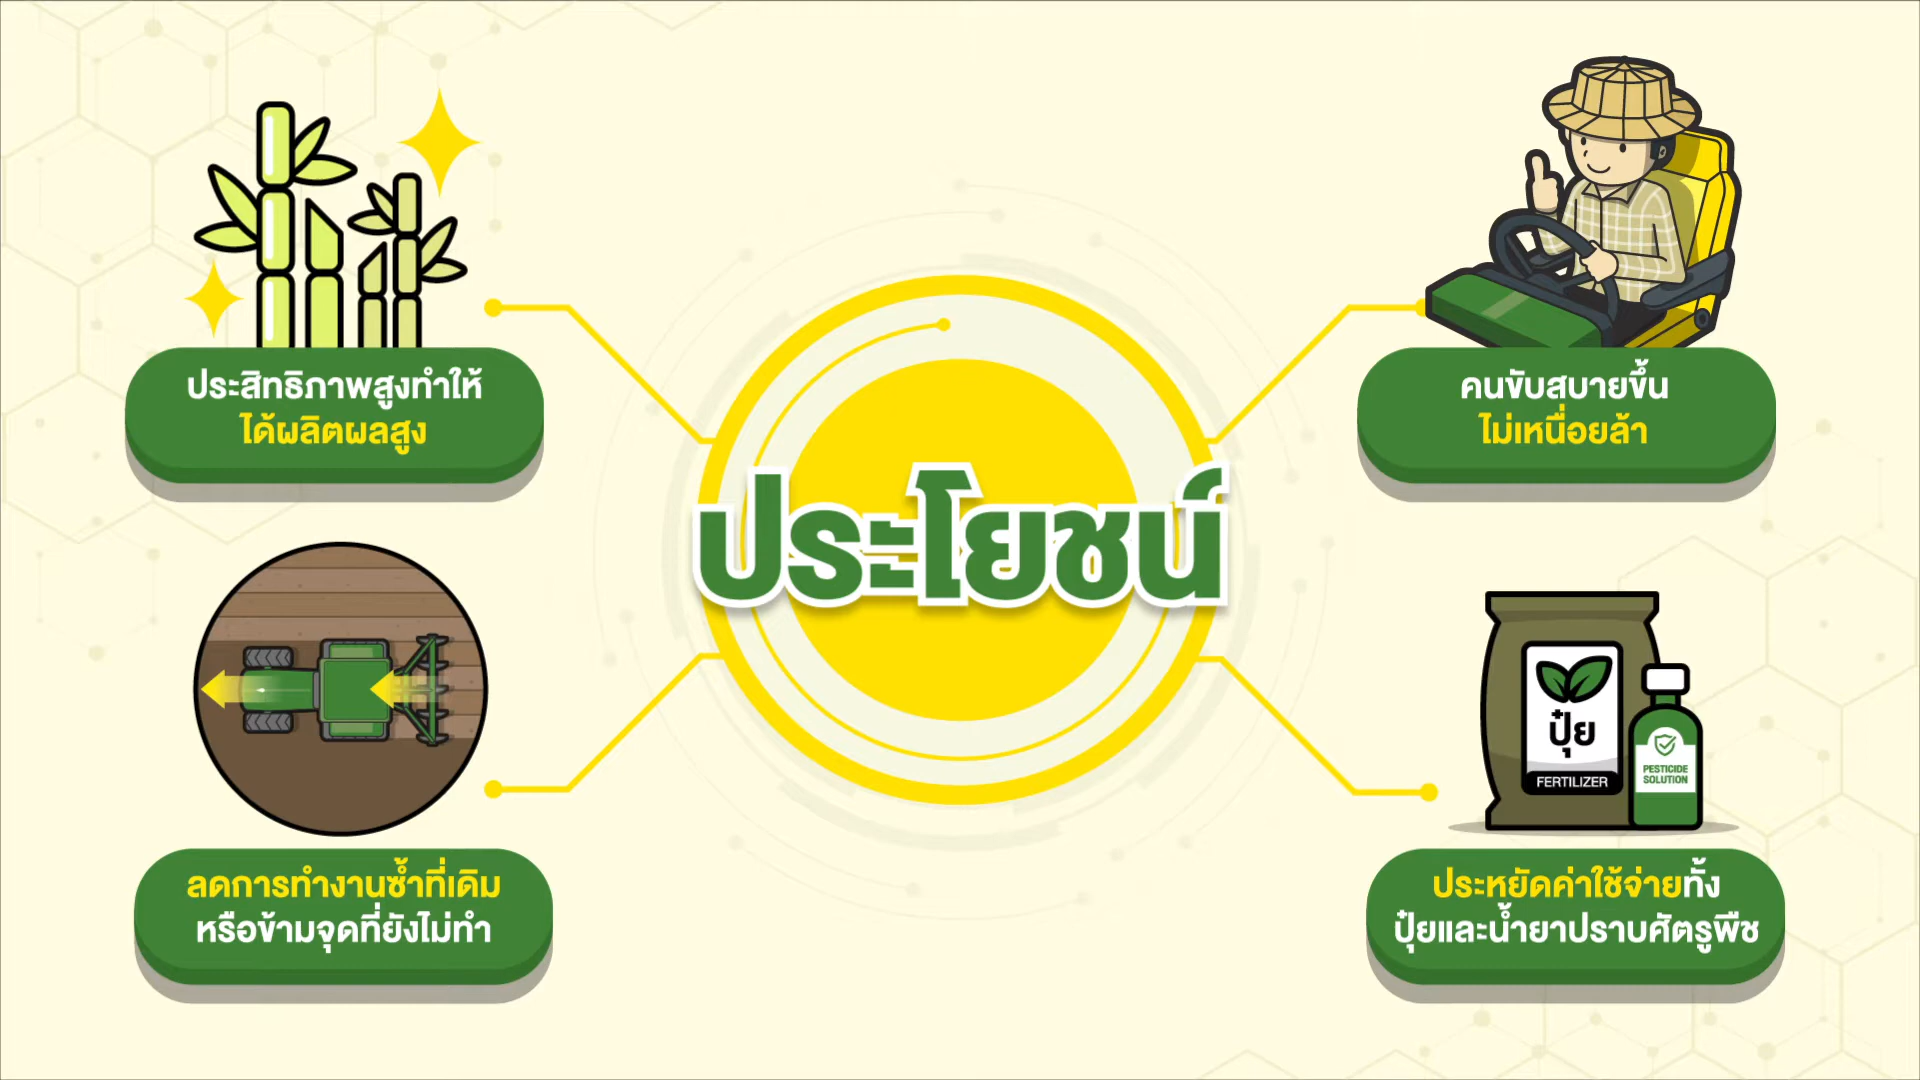 ประสิทธิภาพสูงทำให้
ได้ผลิตผลสูง
คนขับสบายขึ้น
ไม่เหนื่อยล้า
ประโยชน์
ลดการทำงานซ้ำที่เดิม
หรือข้ามจุดที่ยังไม่ทำ
ปุ๋ย
FERTILIZER
PESTICIDE
SOLUTION
ประหยัดค่าใช้จ่ายทั้ง
ปุ๋ยและน้ำยาปราบศัตรูพืช